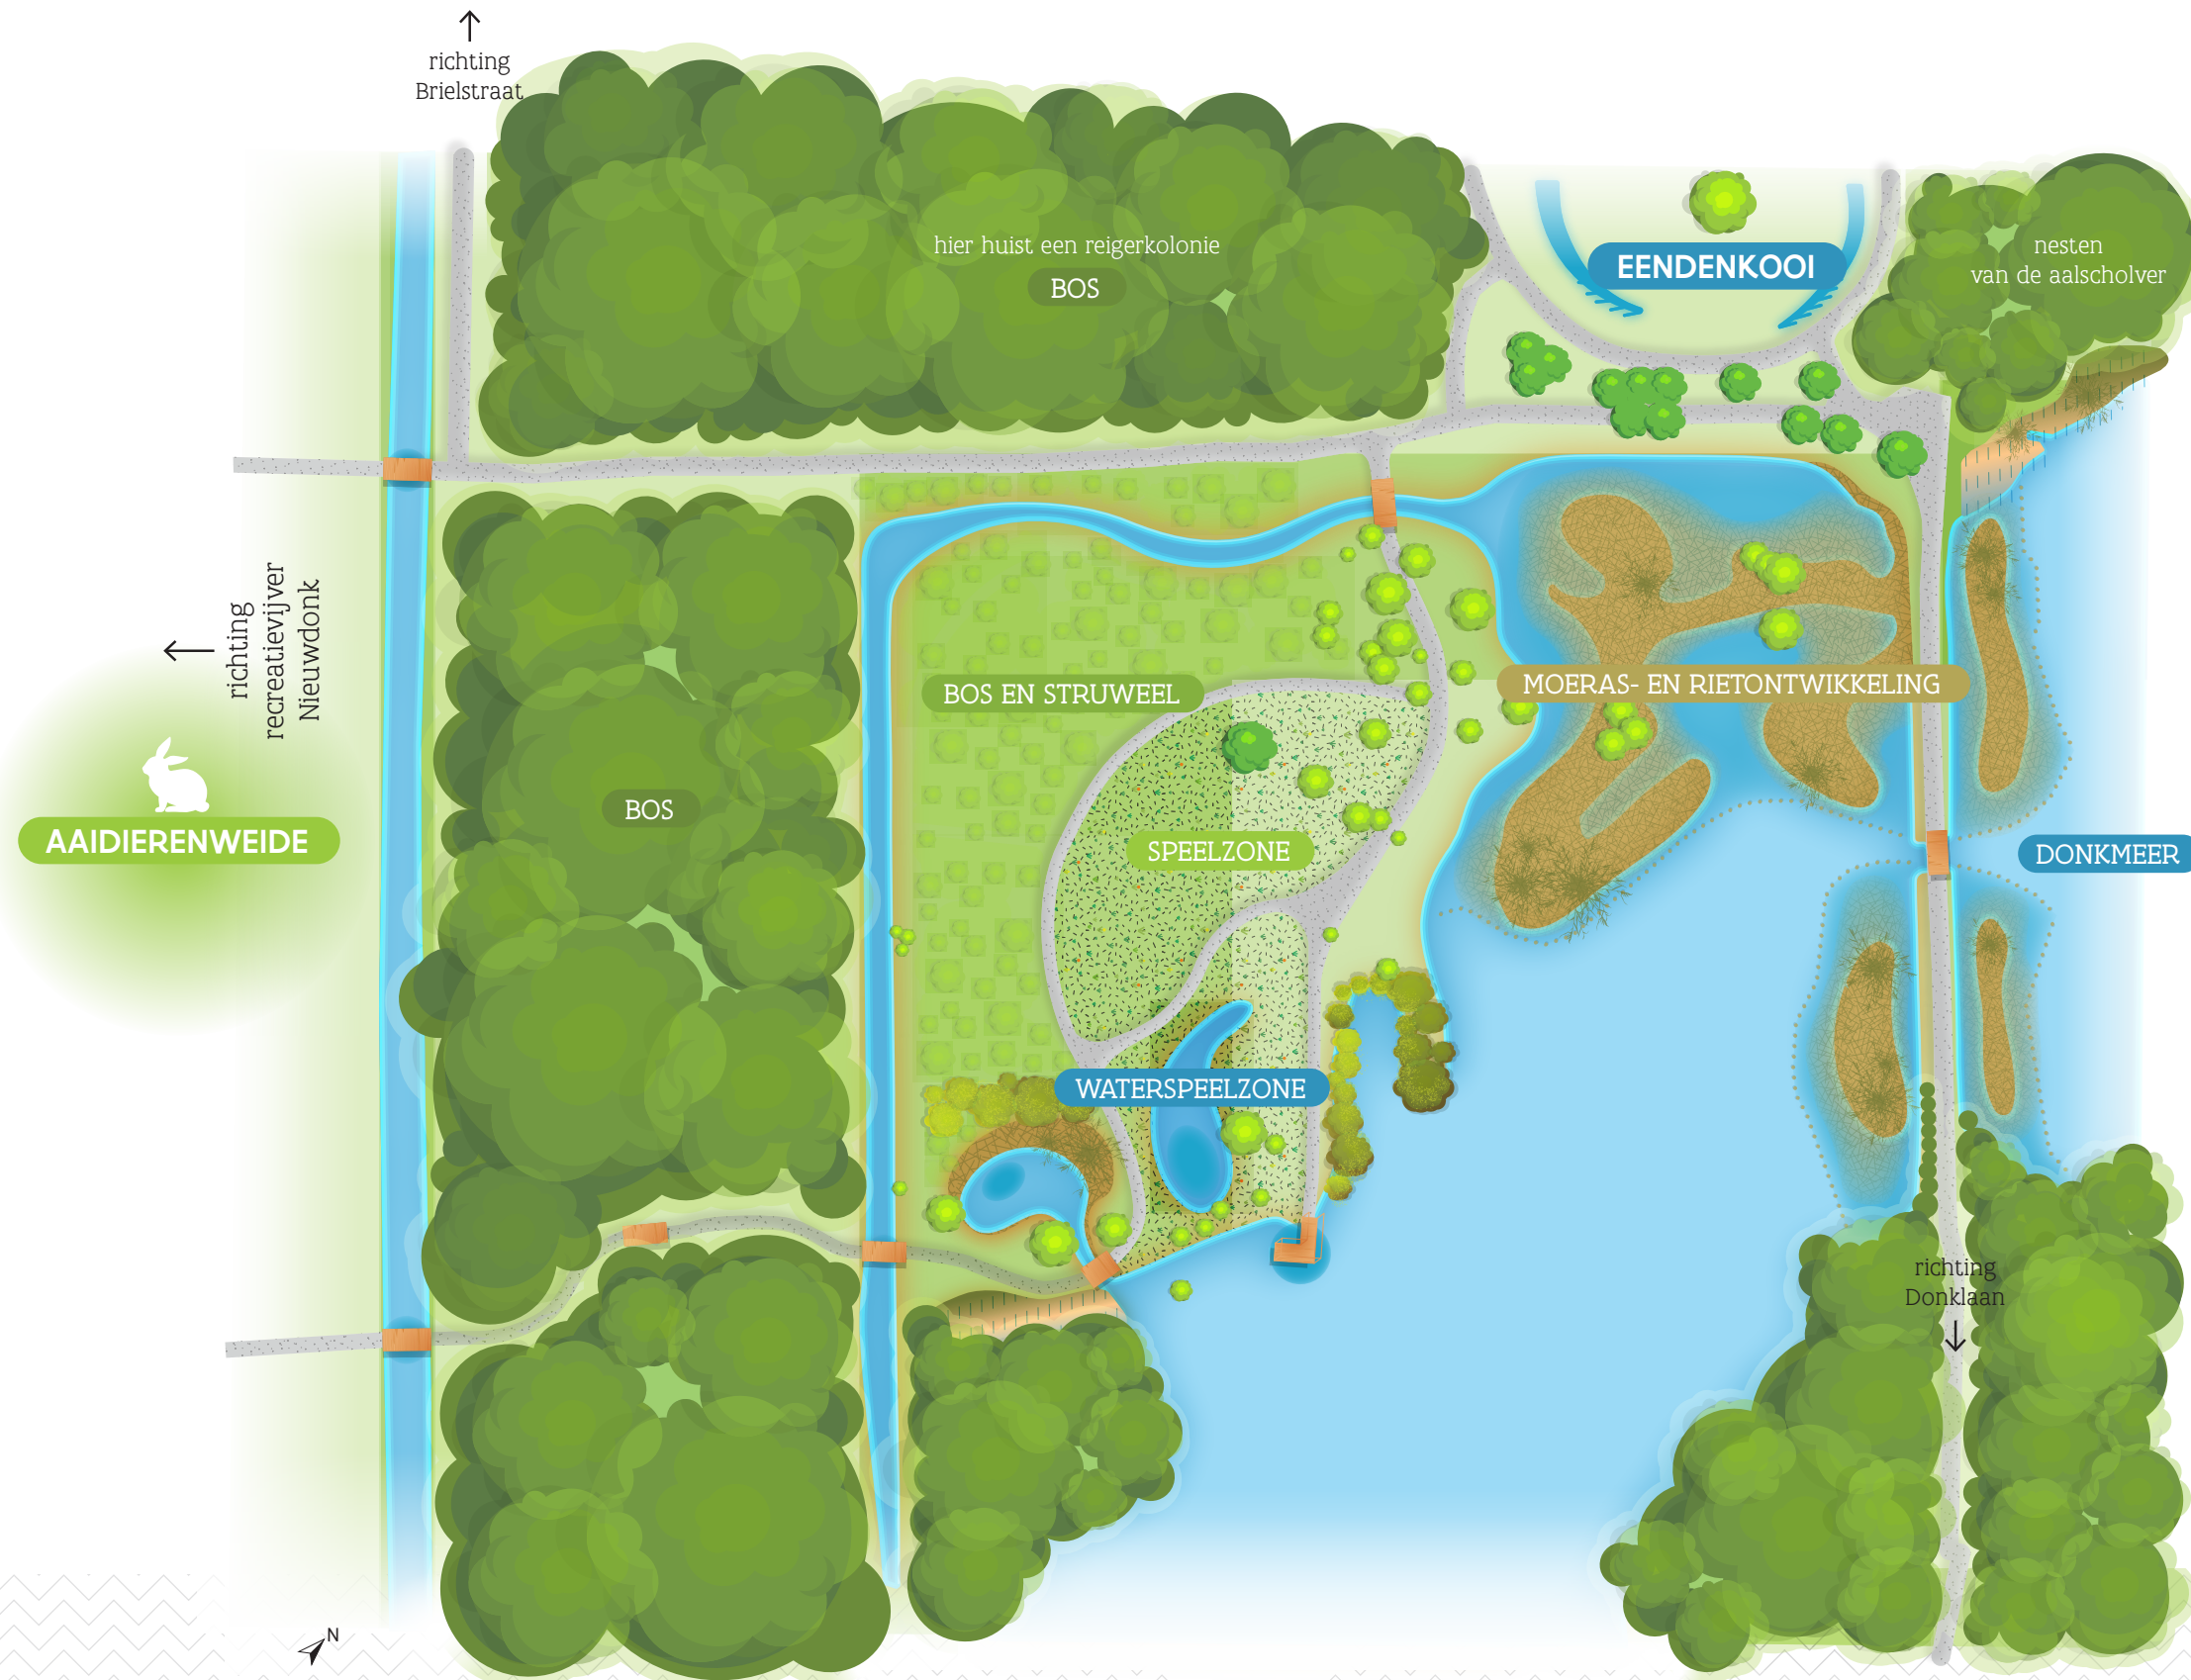 richting
Brielstraat
hier huist een reigerkolonie
BOS
EENDENKOOI
nesten
van de aalscholver
richting
recreatievijver
Nieuwdonk
BOS EN STRUWEEL
MOERAS- EN RIETONTWIKKELING
BOS
AAIDIERENWEIDE
SPEELZONE
DONKMEER
WATERSPEELZONE
richting
Donklaan
N